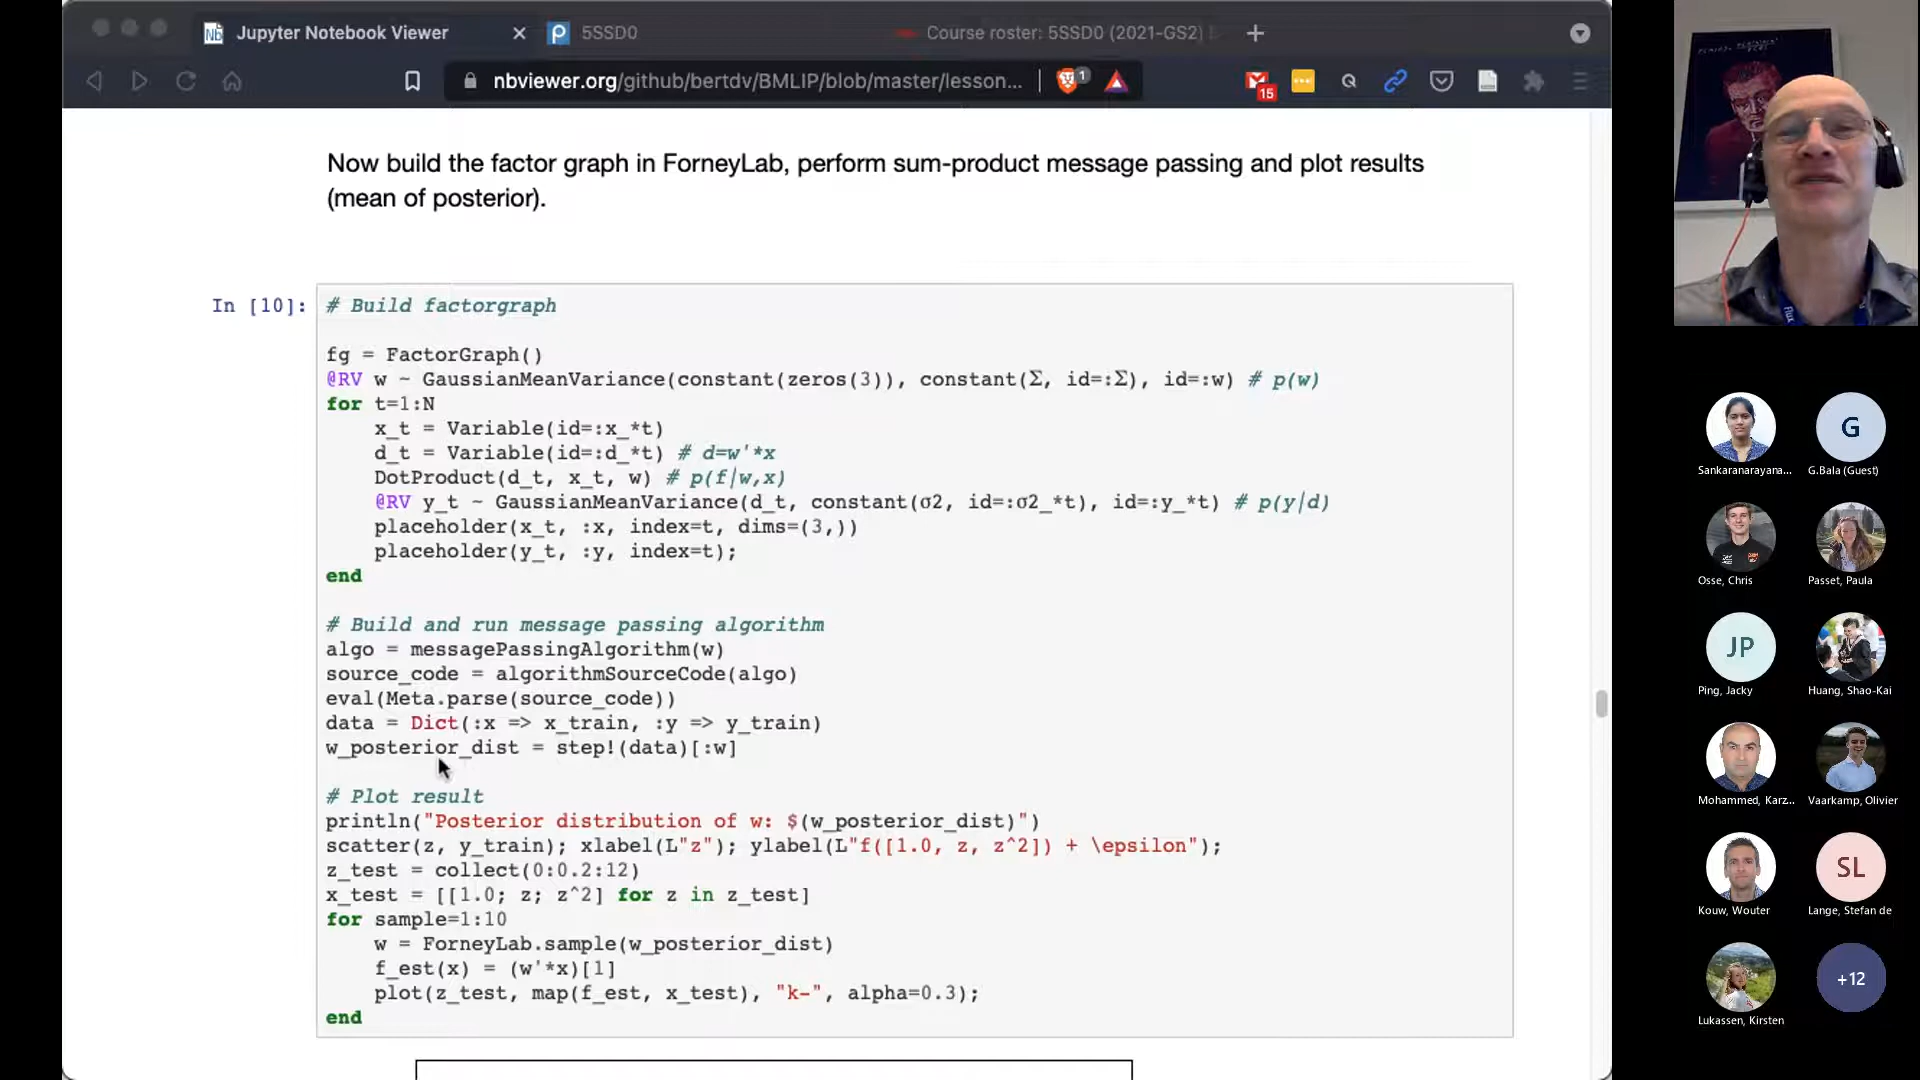 Jupyter Notebook Viewer
5SSD0
Course roster: 5SSD0 (2021-GS2)
nbviewer.org/github/bertdv/BMLIP/blob/master/lesson...
1
15
Now build the factor graph in ForneyLab, perform sum-product message passing and plot results
(mean of posterior).
In [10]:
# Build factorgraph
fg = FactorGraph()
@RV w ~ GaussianMeanVariance(constant(zeros(3)), constant(Σ, id=:Σ), id=:w) # p(w)
for t=1:N
    x_t = Variable(id=:x_*t)
    d_t = Variable(id=:d_*t) # d=w'*x
    DotProduct(d_t, x_t, w) # p(f|w,x)
    @RV y_t ~ GaussianMeanVariance(d_t, constant(σ2, id=:σ2_*t), id=:y_*t) # p(y|d)
    placeholder(x_t, :x, index=t, dims=(3,))
    placeholder(y_t, :y, index=t);
end
# Build and run message passing algorithm
algo = messagePassingAlgorithm(w)
source_code = algorithmSourceCode(algo)
eval(Meta.parse(source_code))
data = Dict(:x => x_train, :y => y_train)
w_posterior_dist = step!(data)[:w]
# Plot result
println("Posterior distribution of w: $(w_posterior_dist)")
scatter(z, y_train); xlabel(L"z"); ylabel(L"f([1.0, z, z^2]) + \epsilon");
z_test = collect(0:0.2:12)
x_test = [[1.0; z; z^2] for z in z_test]
for sample=1:10
    w = ForneyLab.sample(w_posterior_dist)
    f_est(x) = (w'*x)[1]
    plot(z_test, map(f_est, x_test), "k-", alpha=0.3);
end
G
Sankaranarayana...
G.Bala (Guest)
Osse, Chris
Passet, Paula
JP
Ping, Jacky
Huang, Shao-Kai
Mohammed, Karz...
Vaarkamp, Olivier
SL
Kouw, Wouter
Lange, Stefan de
+12
Lukassen, Kirsten